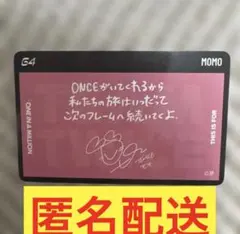 64
MOMO
ONCEがいてくれるから
私たちの旅はいつだって
次のフレームへ続いてくよ。
ONE IN A MILLION
THIS IS FOR
匿名配送